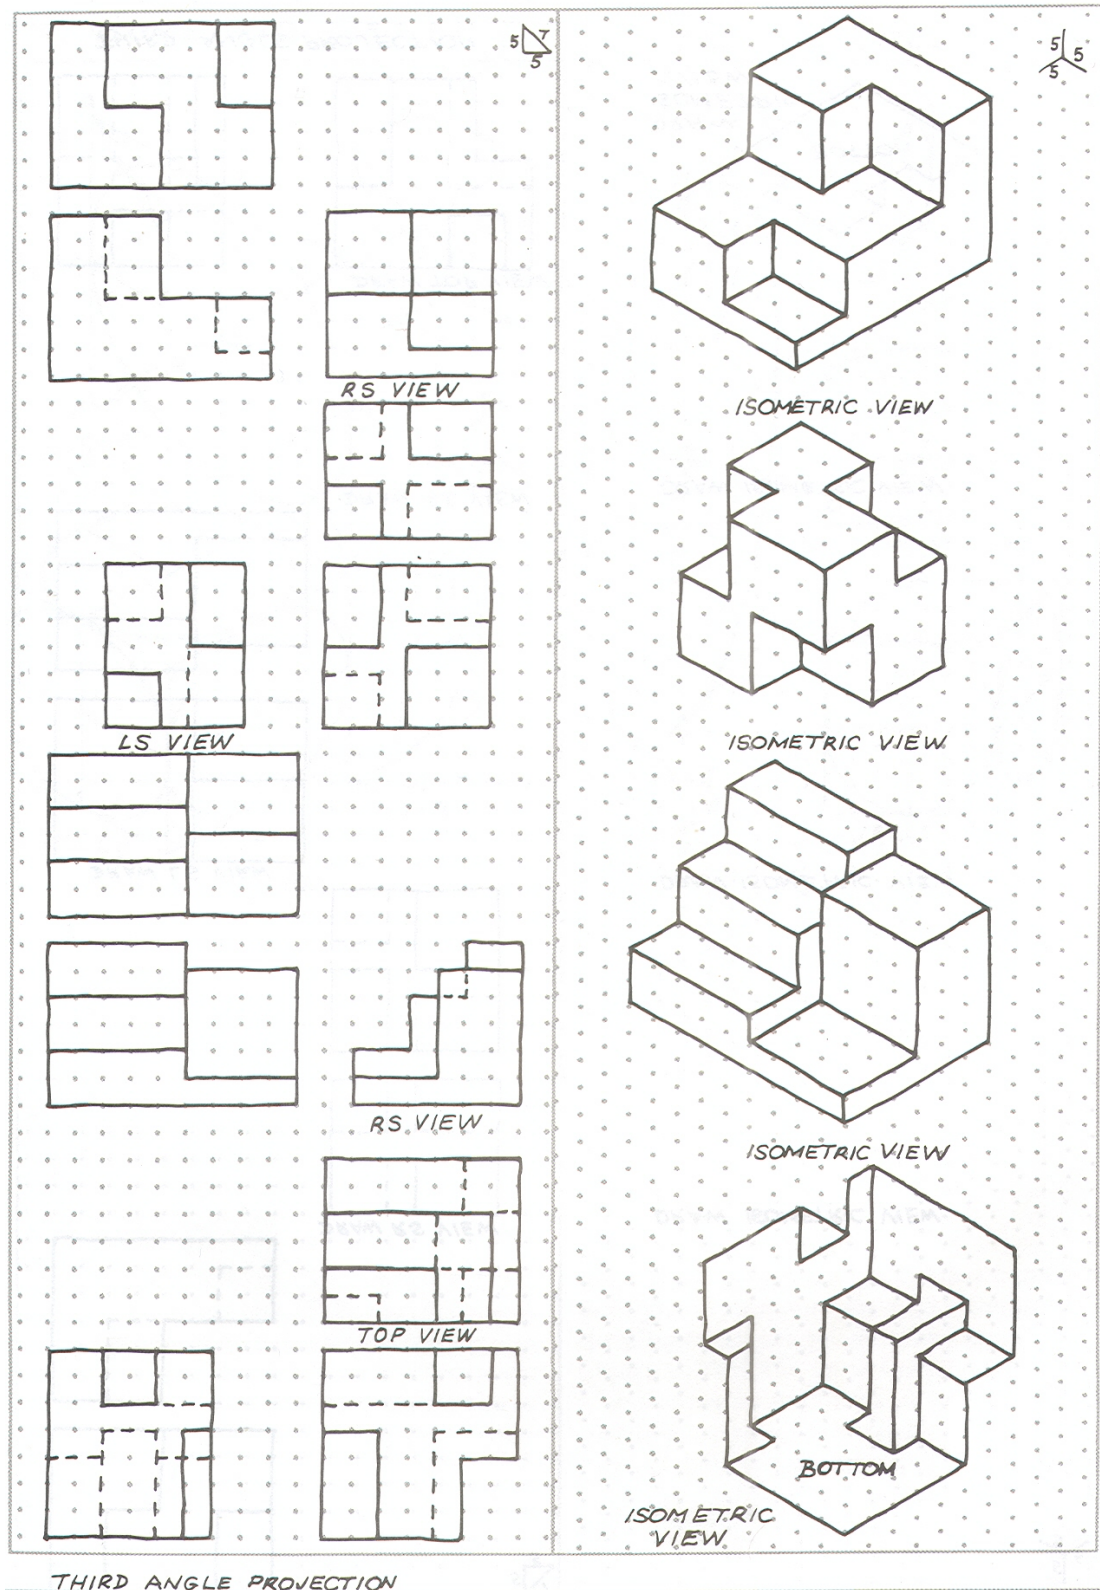 5 7
5
5 5
5
RS VIEW
ISOMETRIC VIEW
LS VIEW
ISOMETRIC VIEW
RS VIEW
ISOMETRIC VIEW
TOP VIEW
BOTTOM
ISOMETRIC
VIEW
THIRD ANGLE PROJECTION